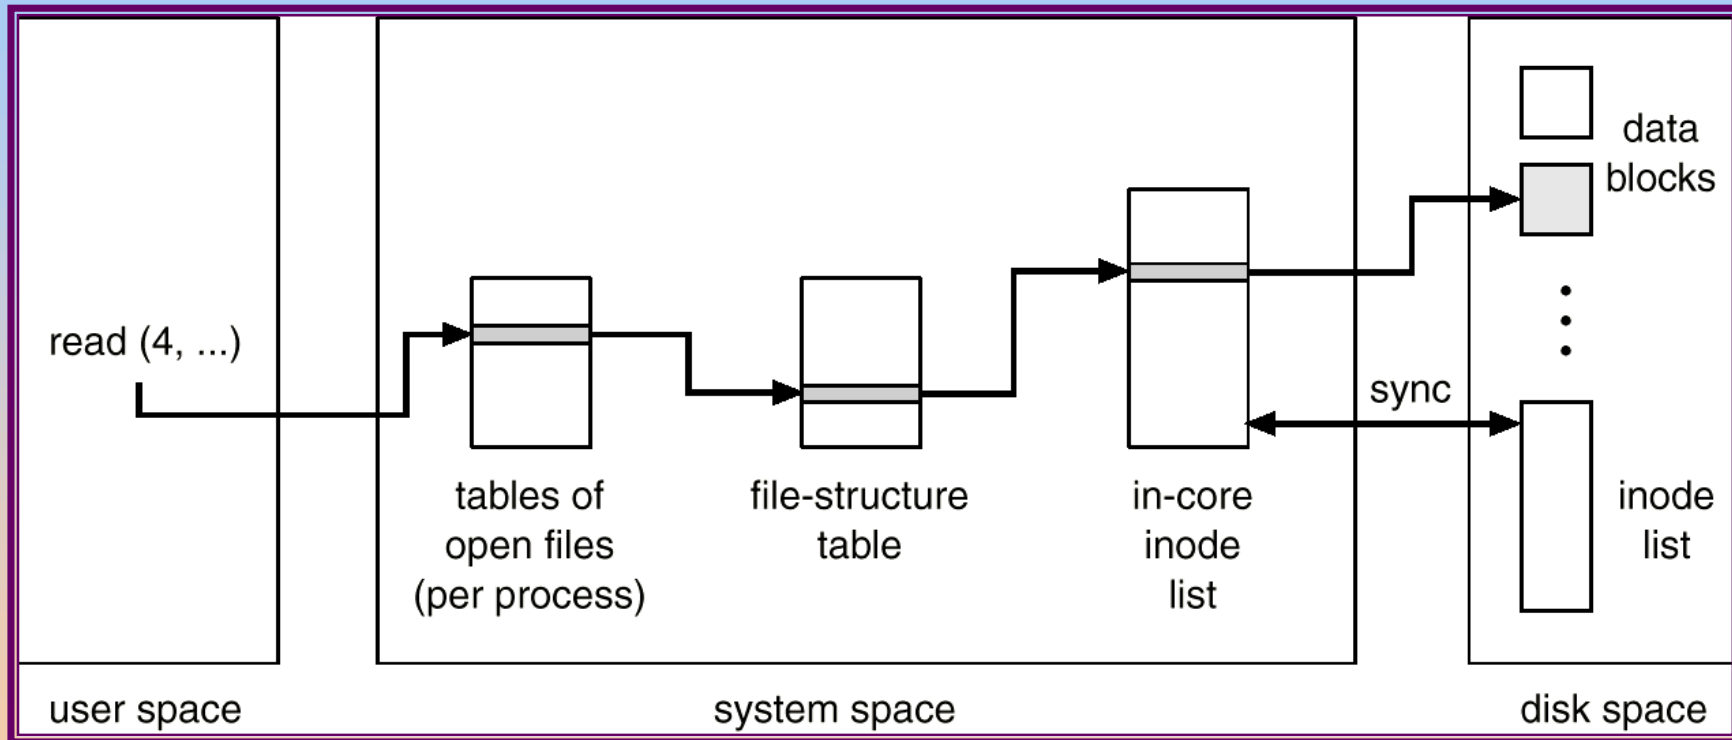 read (4, ...)
tables of
open files
(per process)
file-structure
table
in-core
inode
list
sync
data
blocks
inode
list
user space
system space
disk space